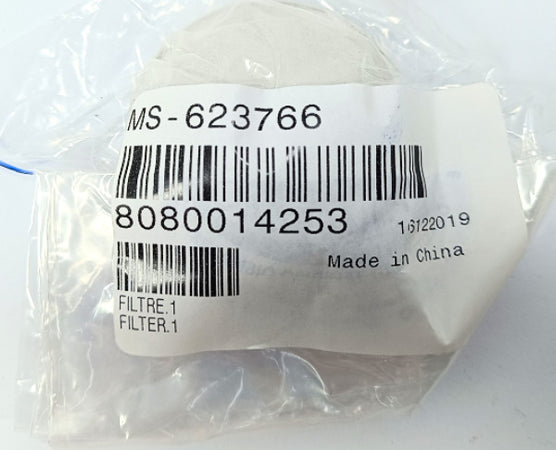 MS-623766
8080014253 16122019
Made in China
FILTRE.1
FILTER.1